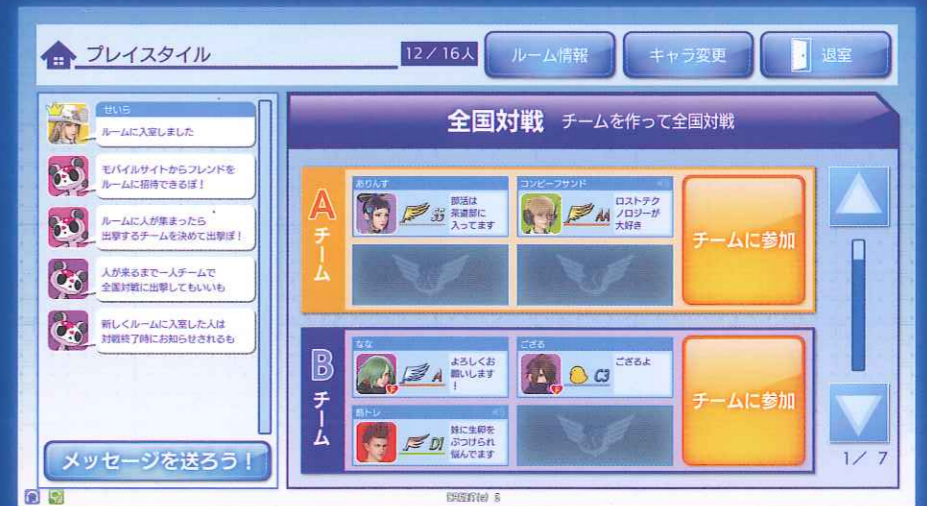 プレイスタイル
12/16人
ルーム情報
キャラ変更
退室
せいら
ルームに入室しました
モバイルサイトからフレンドを
ルームに招待できるぽ!
ルームに人が集まったら
出撃するチームを決めて出撃ぽ!
人が来るまで一人チームで
全国対戦に出撃してもいいも
新しくルームに入室した人は
対戦終了時にお知らせされるも
メッセージを送ろう!
全国対戦 チームを作って全国対戦
Aチーム
ありんす
部活は
茶道部に
入ってます
コンビーフサンド
AA
ロストテク
ノロジーが
大好き
チームに参加
Bチーム
なな
A
よろしくお
願いします
!
ござる
C3
ござるよ
筋トレ
D1
妹に生卵を
ぶつけられ
悩んでます
チームに参加
1/7